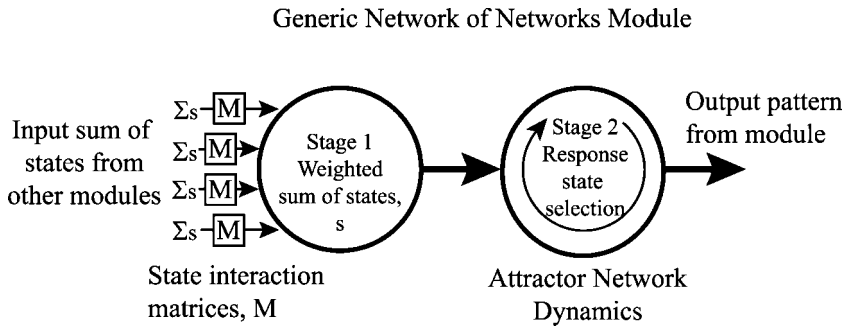 Generic Network of Networks Module
Input sum of
states from
other modules
Σs M
Σs M
Σs M
Σs M
State interaction
matrices, M
Stage 1
Weighted
sum of states,
s
Stage 2
Response
state
selection
Attractor Network
Dynamics
Output pattern
from module